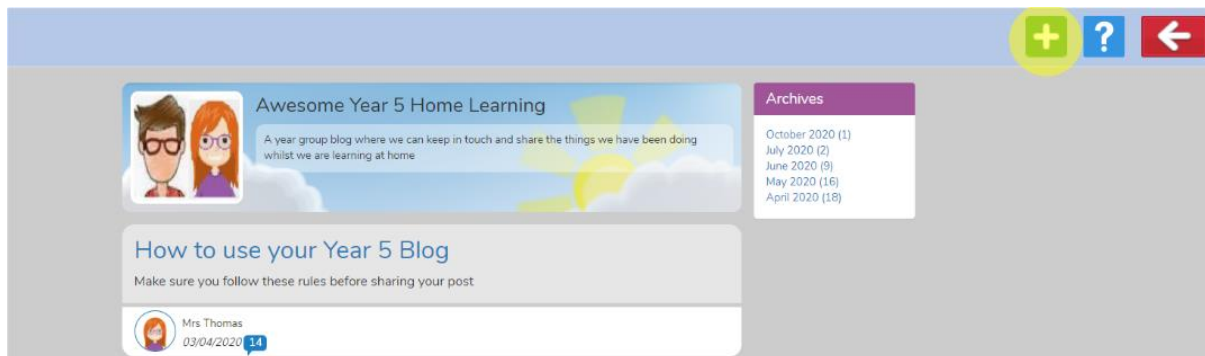 ?
Awesome Year 5 Home Learning
A year group blog where we can keep in touch and share the things we have been doing
whilst we are learning at home
Archives
October 2020 (1)
July 2020 (2)
June 2020 (9)
May 2020 (16)
April 2020 (18)
How to use your Year 5 Blog
Make sure you follow these rules before sharing your post
Mrs Thomas
03/04/2020 14